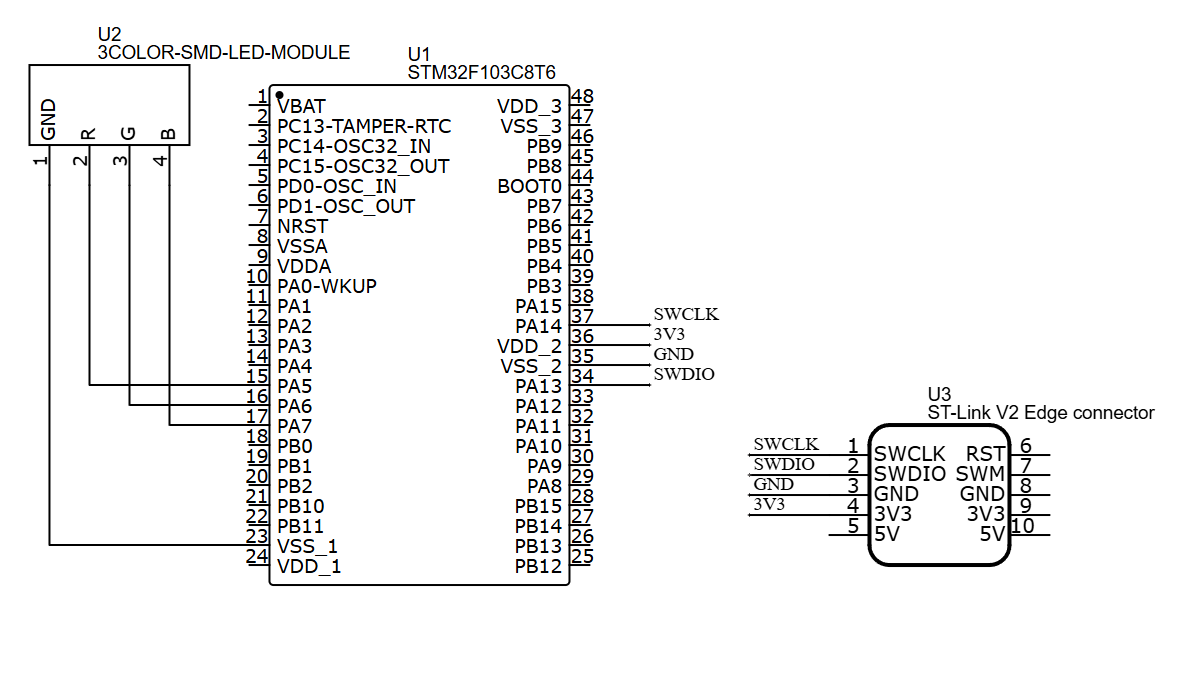 U2
3COLOR-SMD-LED-MODULE
GND
R
G
B
1
2
3
4
U1
STM32F103C8T6
1 VBAT
2 PC13-TAMPER-RTC
3 PC14-OSC32_IN
4 PC15-OSC32_OUT
5 PD0-OSC_IN
6 PD1-OSC_OUT
7 NRST
8 VSSA
9 VDDA
10 PA0-WKUP
11 PA1
12 PA2
13 PA3
14 PA4
15 PA5
16 PA6
17 PA7
18 PB0
19 PB1
20 PB2
21 PB10
22 PB11
23 VSS_1
24 VDD_1
VDD_3 48
VSS_3 47
PB9 46
PB8 45
BOOT0 44
PB7 43
PB6 42
PB5 41
PB4 40
PB3 39
PA15 38
PA14 37 SWCLK
VDD_2 36 3V3
VSS_2 35 GND
PA13 34 SWDIO
PA12 33
PA11 32
PA10 31
PA9 30
PA8 29
PB15 28
PB14 27
PB13 26
PB12 25
U3
ST-Link V2 Edge connector
SWCLK 1 SWCLK RST 6
SWDIO 2 SWDIO SWM 7
GND 3 GND GND 8
3V3 4 3V3 3V3 9
5 5V 5V 10